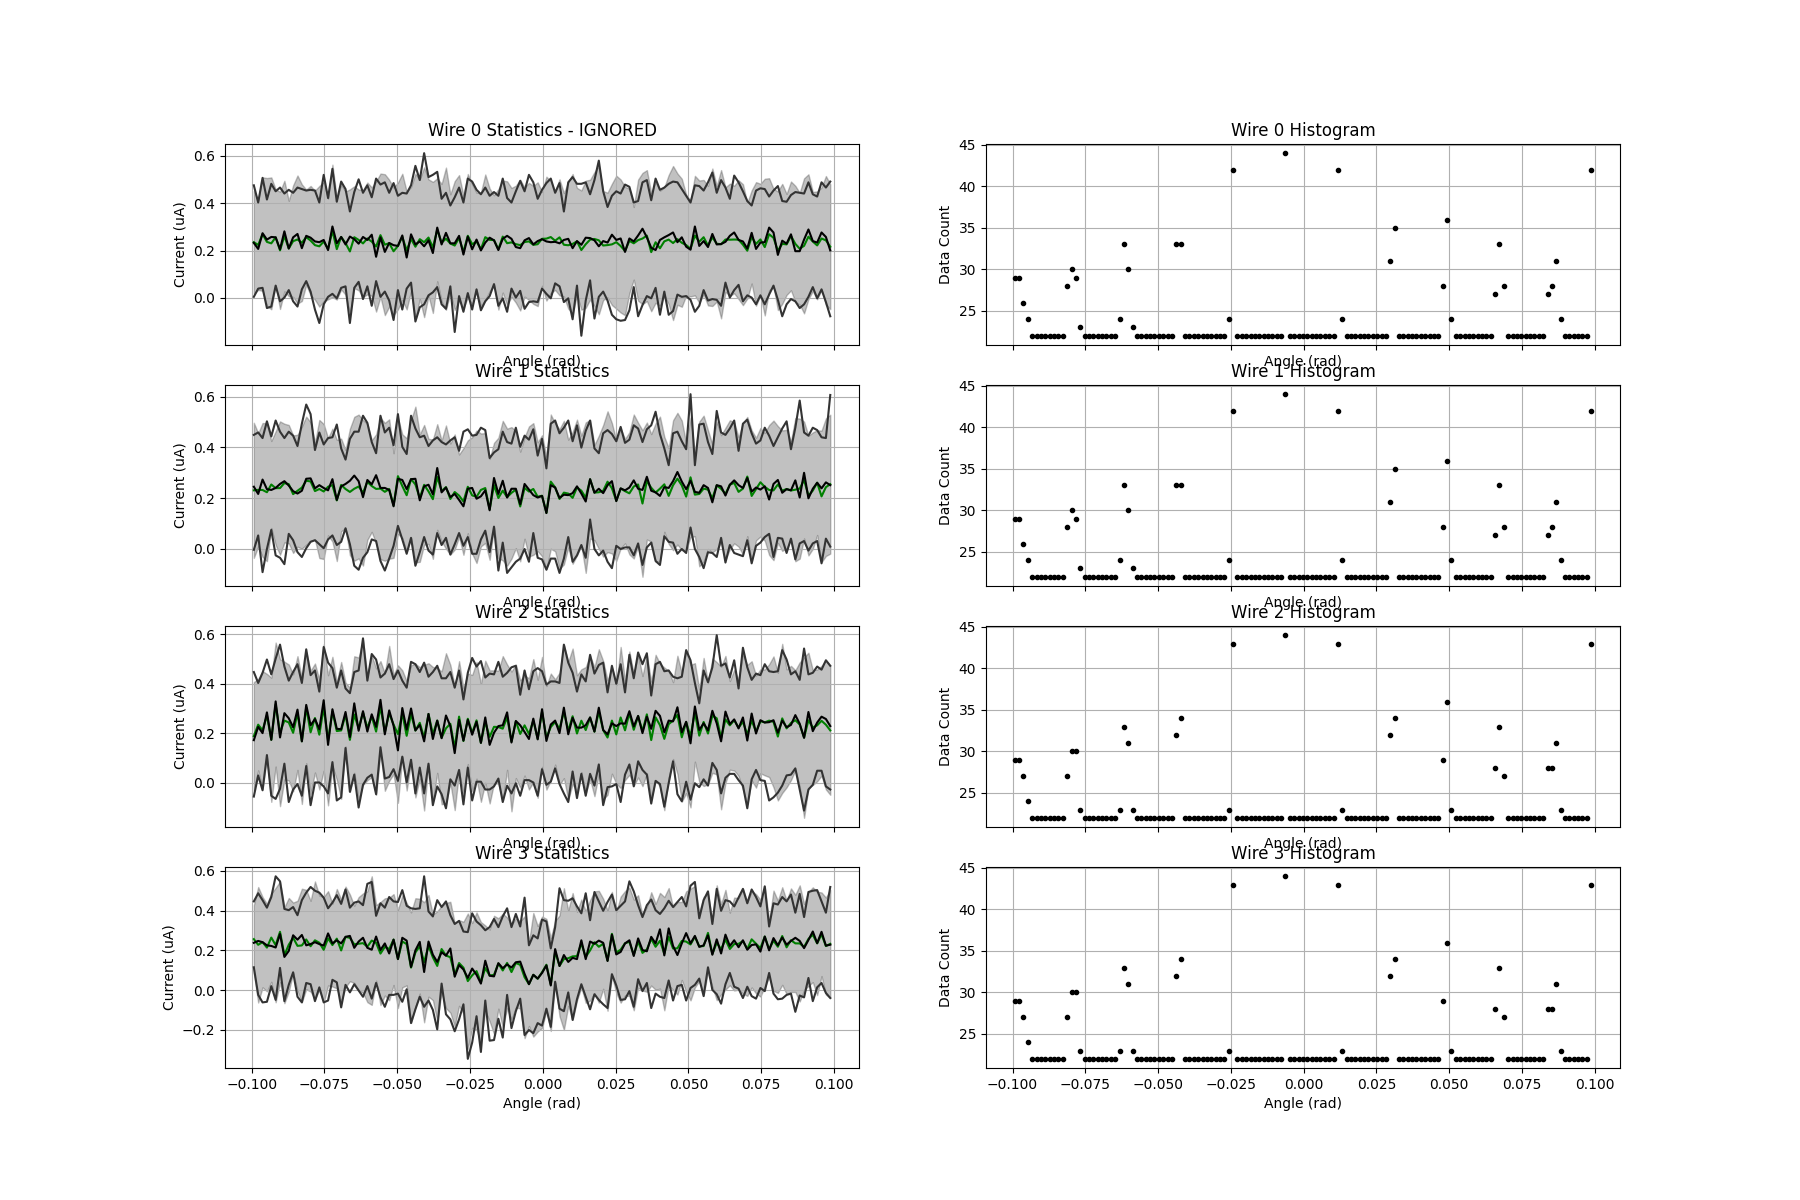 Wire 0 Statistics - IGNORED
Current (uA)
0.6
0.4
0.2
0.0
Angle (rad)
Wire 0 Histogram
Data Count
45
40
35
30
25
Angle (rad)
Wire 1 Statistics
Current (uA)
0.6
0.4
0.2
0.0
Angle (rad)
Wire 1 Histogram
Data Count
45
40
35
30
25
Angle (rad)
Wire 2 Statistics
Current (uA)
0.6
0.4
0.2
0.0
Angle (rad)
Wire 2 Histogram
Data Count
45
40
35
30
25
Angle (rad)
Wire 3 Statistics
Current (uA)
0.6
0.4
0.2
0.0
−0.2
−0.100 −0.075 −0.050 −0.025 0.000 0.025 0.050 0.075 0.100
Angle (rad)
Wire 3 Histogram
Data Count
45
40
35
30
25
−0.100 −0.075 −0.050 −0.025 0.000 0.025 0.050 0.075 0.100
Angle (rad)